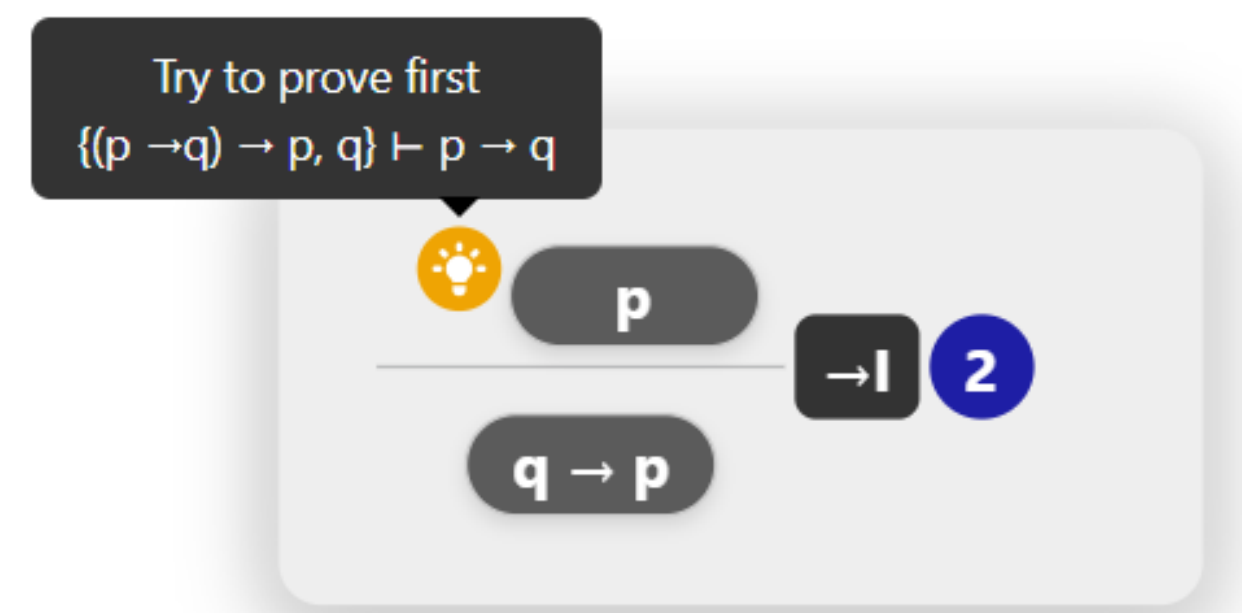 Try to prove first
{(p →q) → p, q} ⊢ p → q
p
→I 2
q → p